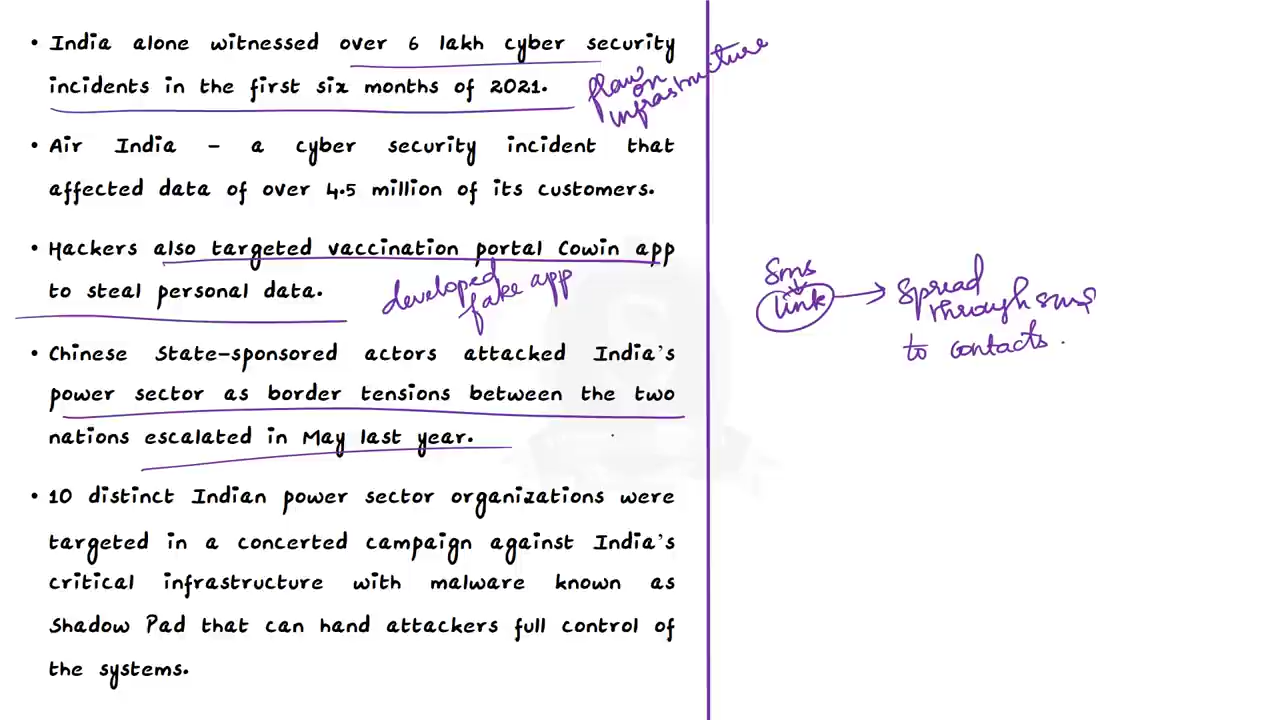 • India alone witnessed over 6 lakh cyber security
incidents in the first six months of 2021.
flaw
on
infrastructure
• Air India - a cyber security incident that
affected data of over 4.5 million of its customers.
• Hackers also targeted vaccination portal Cowin app
to steal personal data.
developed
fake app
• Chinese State-sponsored actors attacked India's
power sector as border tensions between the two
nations escalated in May last year.
• 10 distinct Indian power sector organizations were
targeted in a concerted campaign against India's
critical infrastructure with malware known as
Shadow Pad that can hand attackers full control of
the systems.
Sms
link
Spread
through sms
to contacts.